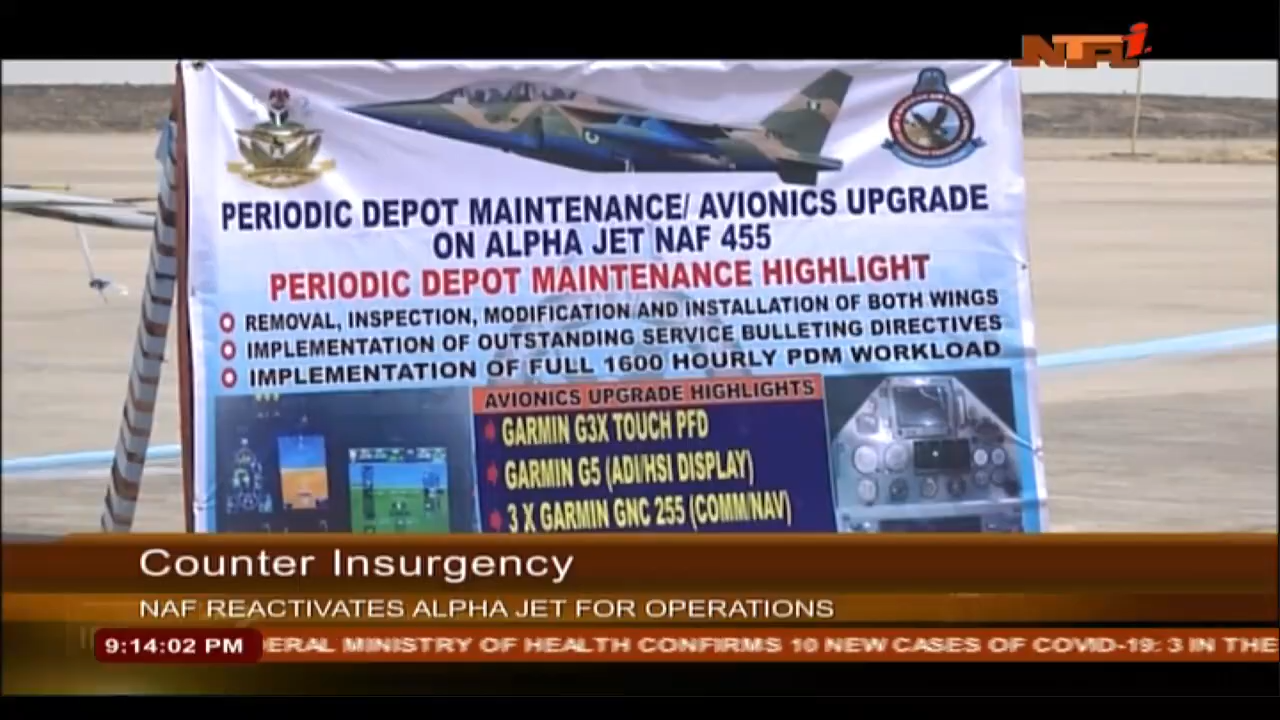 NTAi
PERIODIC DEPOT MAINTENANCE/ AVIONICS UPGRADE
ON ALPHA JET NAF 455
PERIODIC DEPOT MAINTENANCE HIGHLIGHT
REMOVAL, INSPECTION, MODIFICATION AND INSTALLATION OF BOTH WINGS
IMPLEMENTATION OF OUTSTANDING SERVICE BULLETING DIRECTIVES
IMPLEMENTATION OF FULL 1600 HOURLY PDM WORKLOAD
AVIONICS UPGRADE HIGHLIGHTS
GARMIN G3X TOUCH PFD
GARMIN G5 (ADI/HSI DISPLAY)
3 X GARMIN GNC 255 (COMM/NAV)
Counter Insurgency
NAF REACTIVATES ALPHA JET FOR OPERATIONS
9:14:02 PM ERAL MINISTRY OF HEALTH CONFIRMS 10 NEW CASES OF COVID-19: 3 IN THE